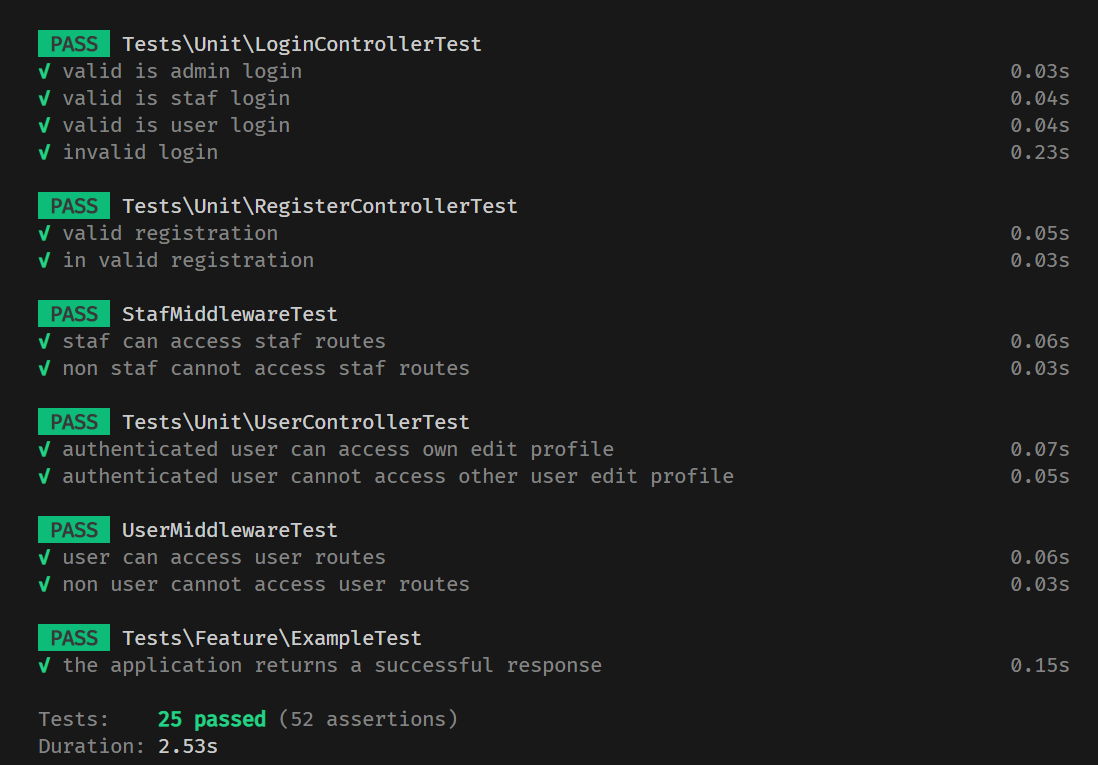 PASS Tests\Unit\LoginControllerTest
√ valid is admin login 0.03s
√ valid is staf login 0.04s
√ valid is user login 0.04s
√ invalid login 0.23s
PASS Tests\Unit\RegisterControllerTest
√ valid registration 0.05s
√ in valid registration 0.03s
PASS StafMiddlewareTest
√ staf can access staf routes 0.06s
√ non staf cannot access staf routes 0.03s
PASS Tests\Unit\UserControllerTest
√ authenticated user can access own edit profile 0.07s
√ authenticated user cannot access other user edit profile 0.05s
PASS UserMiddlewareTest
√ user can access user routes 0.06s
√ non user cannot access user routes 0.03s
PASS Tests\Feature\ExampleTest
√ the application returns a successful response 0.15s
Tests: 25 passed (52 assertions)
Duration: 2.53s